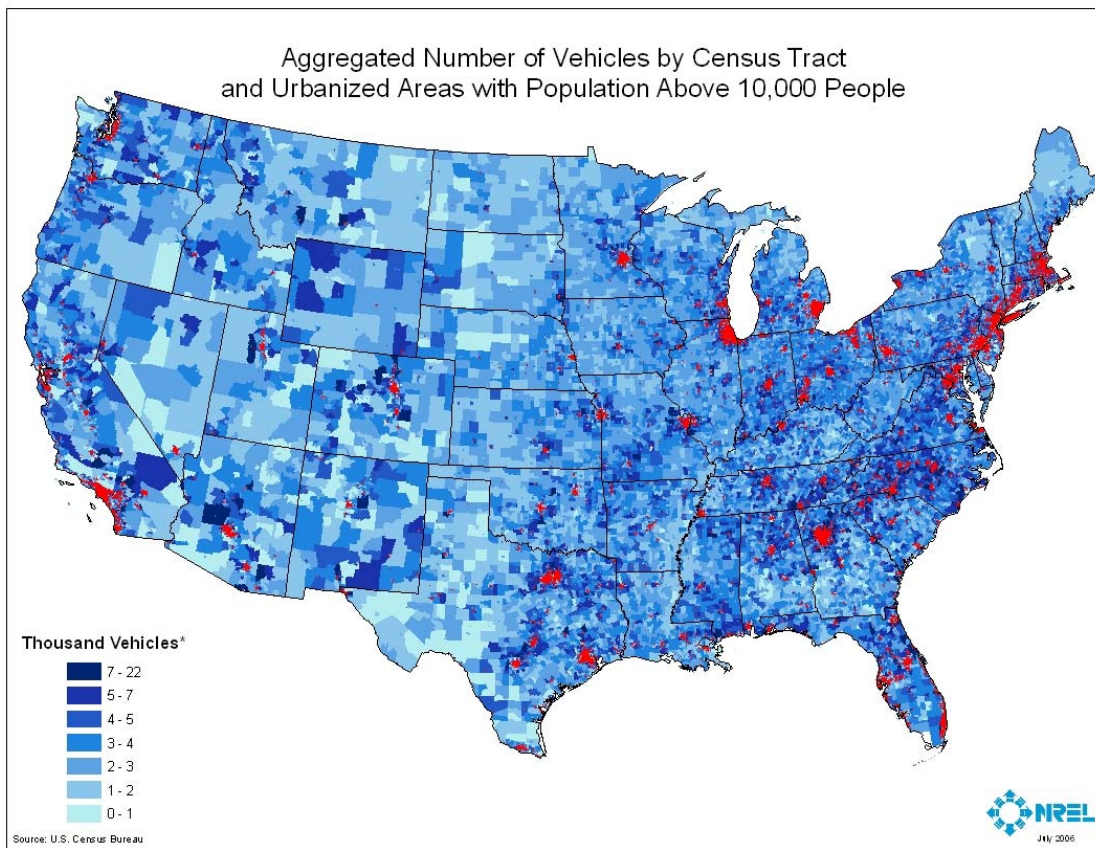 Aggregated Number of Vehicles by Census Tract
and Urbanized Areas with Population Above 10,000 People
Thousand Vehicles*
7 - 22
5 - 7
4 - 5
3 - 4
2 - 3
1 - 2
0 - 1
Source: U.S. Census Bureau
NREL
July 2006